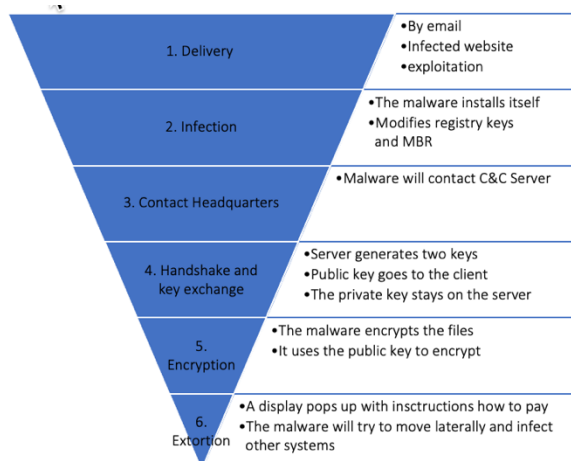 1. Delivery
•By email
•Infected website
•exploitation
2. Infection
•The malware installs itself
•Modifies registry keys
and MBR
3. Contact Headquarters
•Malware will contact C&C Server
4. Handshake and
key exchange
•Server generates two keys
•Public key goes to the client
•The private key stays on the server
5.
Encryption
•The malware encrypts the files
•It uses the public key to encrypt
6.
Extortion
•A display pops up with insctructions how to pay
•The malware will try to move laterally and infect
other systems